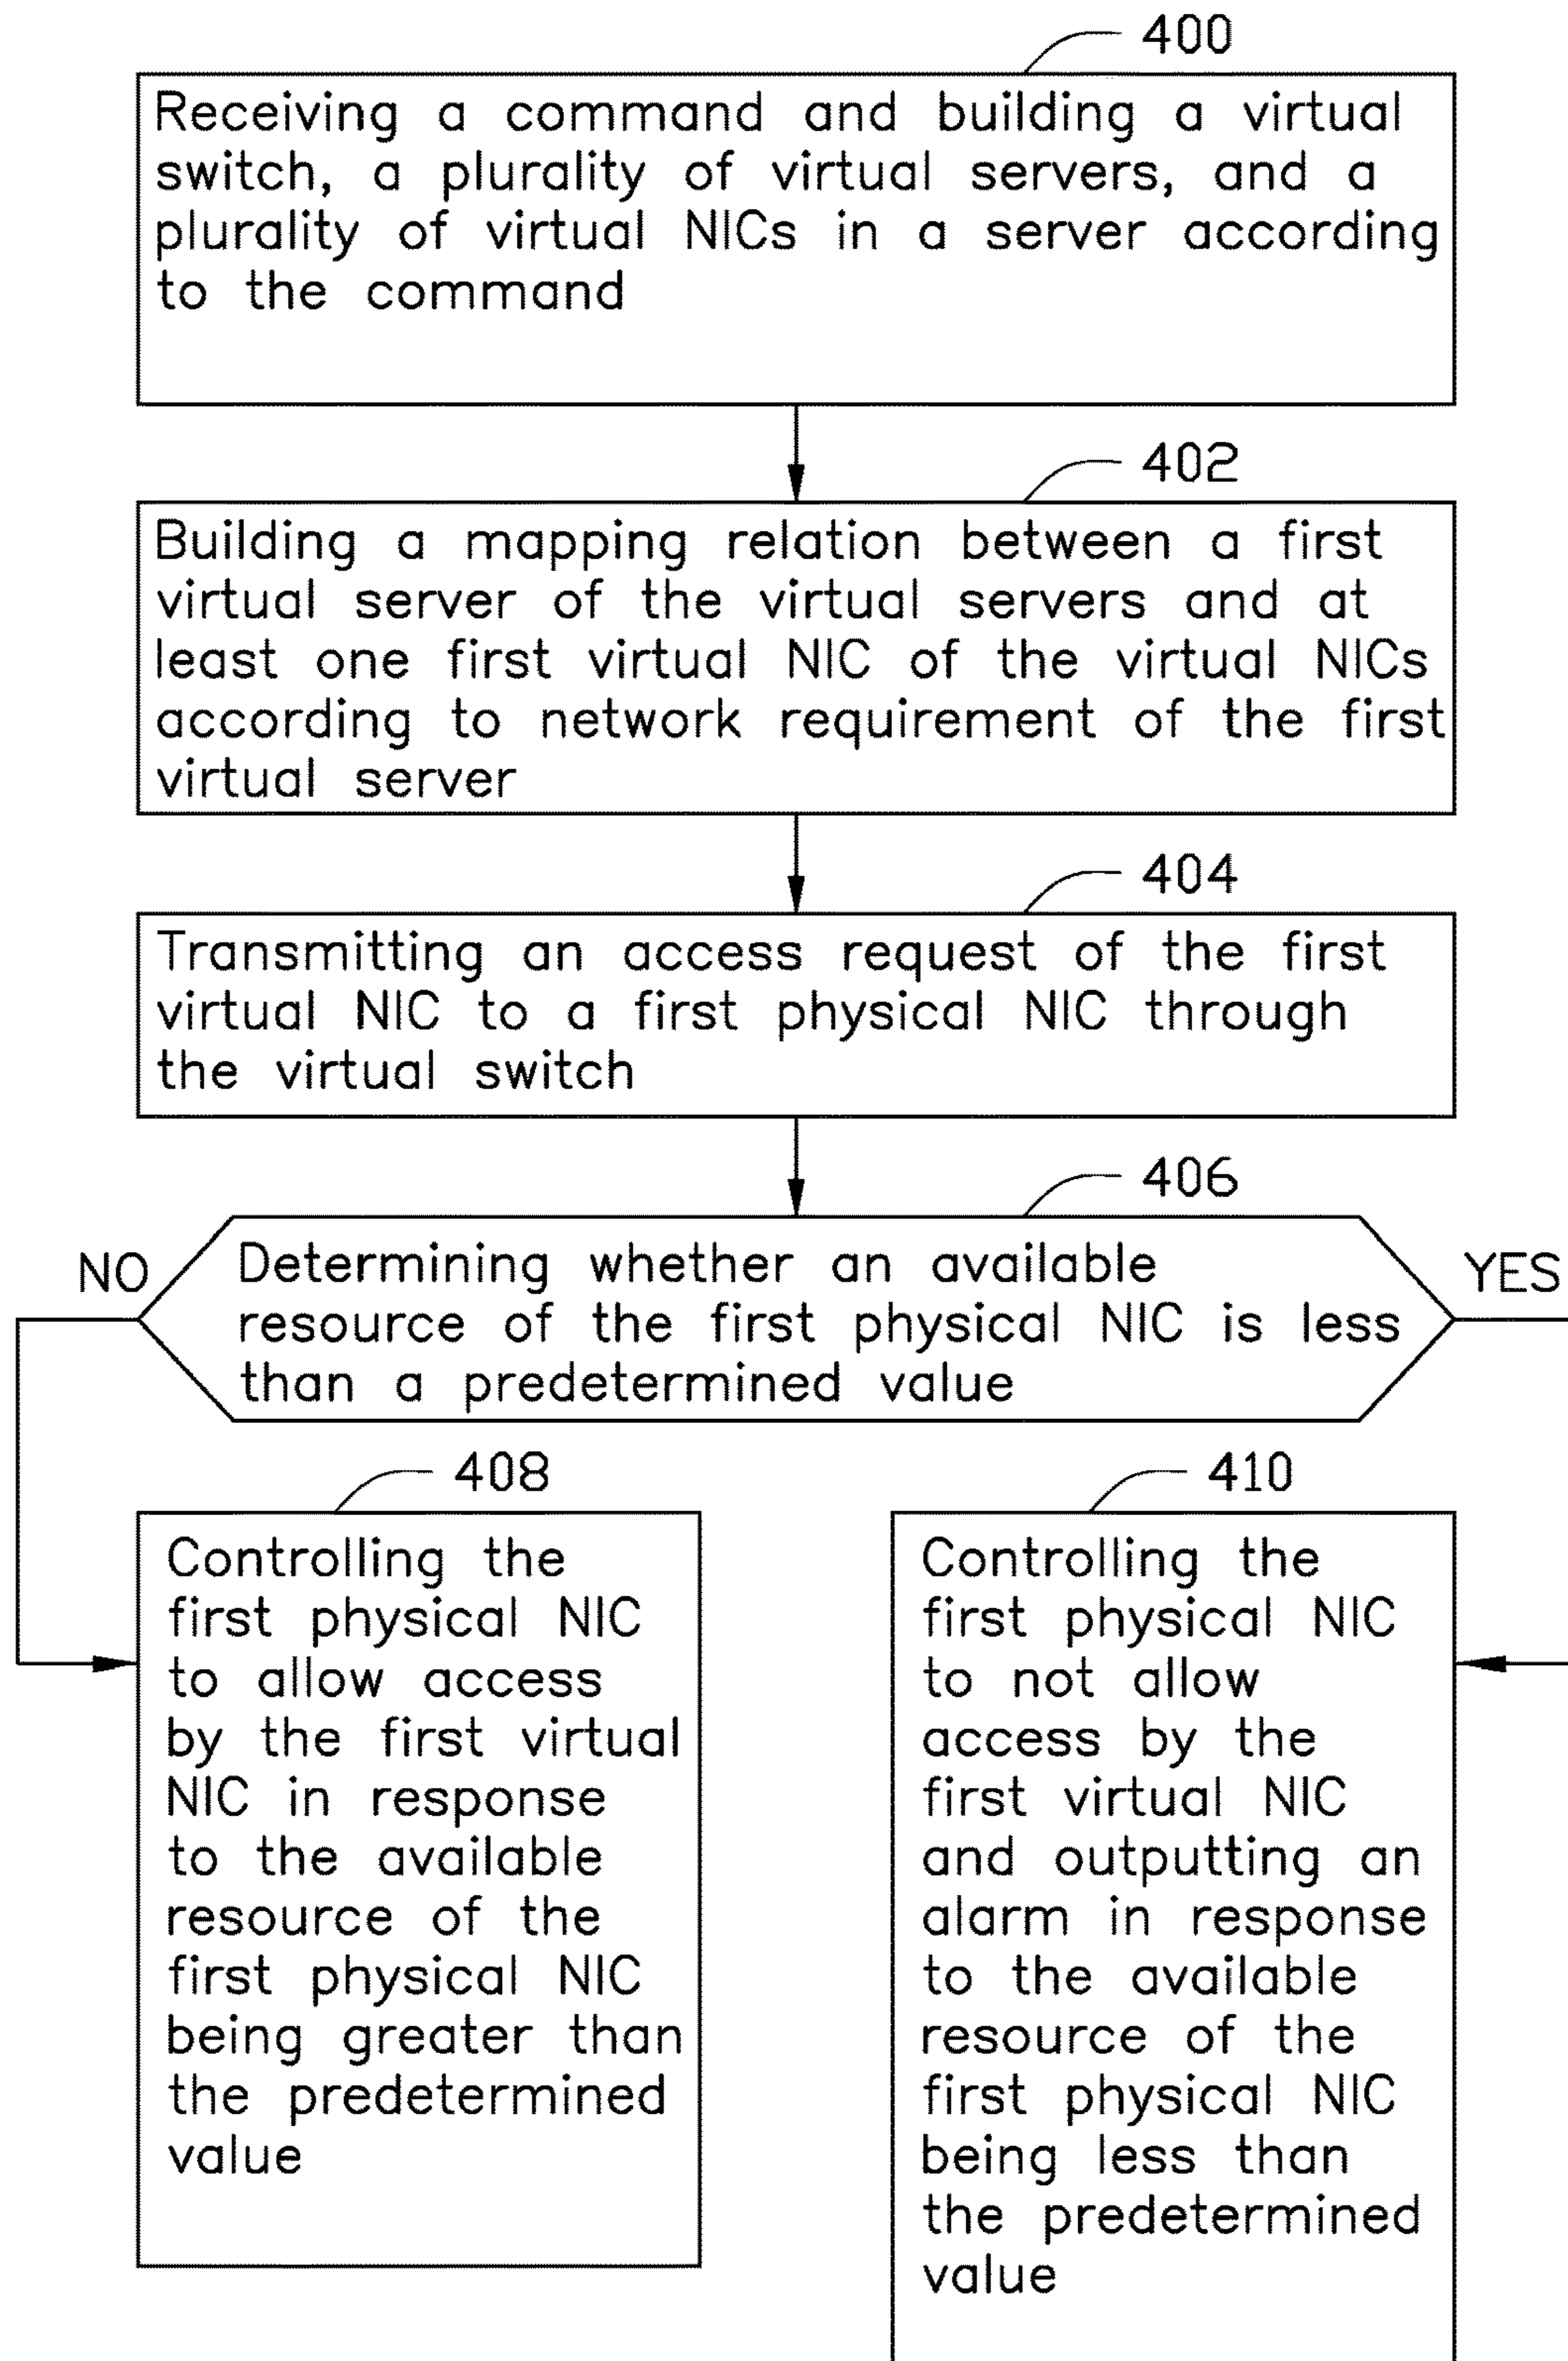 400
Receiving a command and building a virtual
switch, a plurality of virtual servers, and a
plurality of virtual NICs in a server according
to the command
402
Building a mapping relation between a first
virtual server of the virtual servers and at
least one first virtual NIC of the virtual NICs
according to network requirement of the first
virtual server
404
Transmitting an access request of the first
virtual NIC to a first physical NIC through
the virtual switch
406
NO
Determining whether an available
resource of the first physical NIC is less
than a predetermined value
YES
408
Controlling the
first physical NIC
to allow access
by the first virtual
NIC in response
to the available
resource of the
first physical NIC
being greater than
the predetermined
value
410
Controlling the
first physical NIC
to not allow
access by the
first virtual NIC
and outputting an
alarm in response
to the available
resource of the
first physical NIC
being less than
the predetermined
value